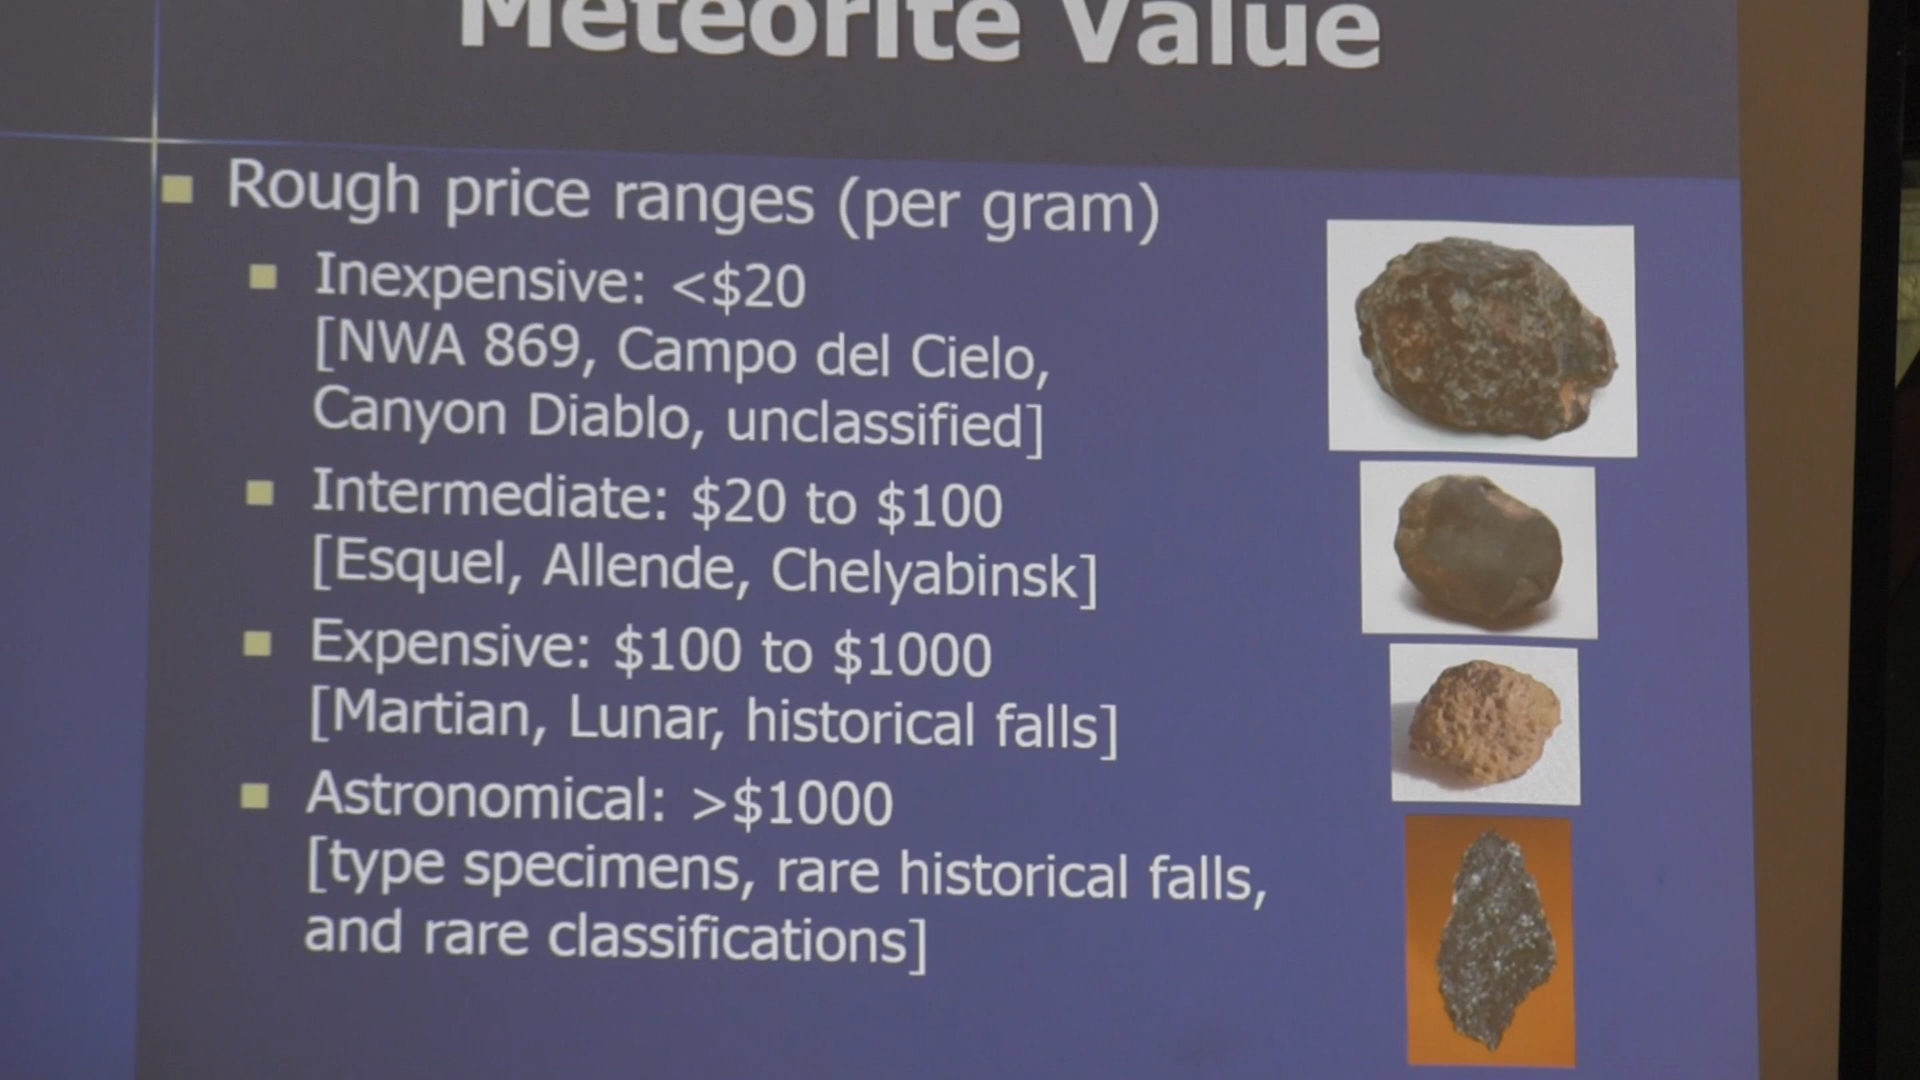 Meteorite Value
Rough price ranges (per gram)
Inexpensive: <$20
[NWA 869, Campo del Cielo,
Canyon Diablo, unclassified]
Intermediate: $20 to $100
[Esquel, Allende, Chelyabinsk]
Expensive: $100 to $1000
[Martian, Lunar, historical falls]
Astronomical: >$1000
[type specimens, rare historical falls,
and rare classifications]